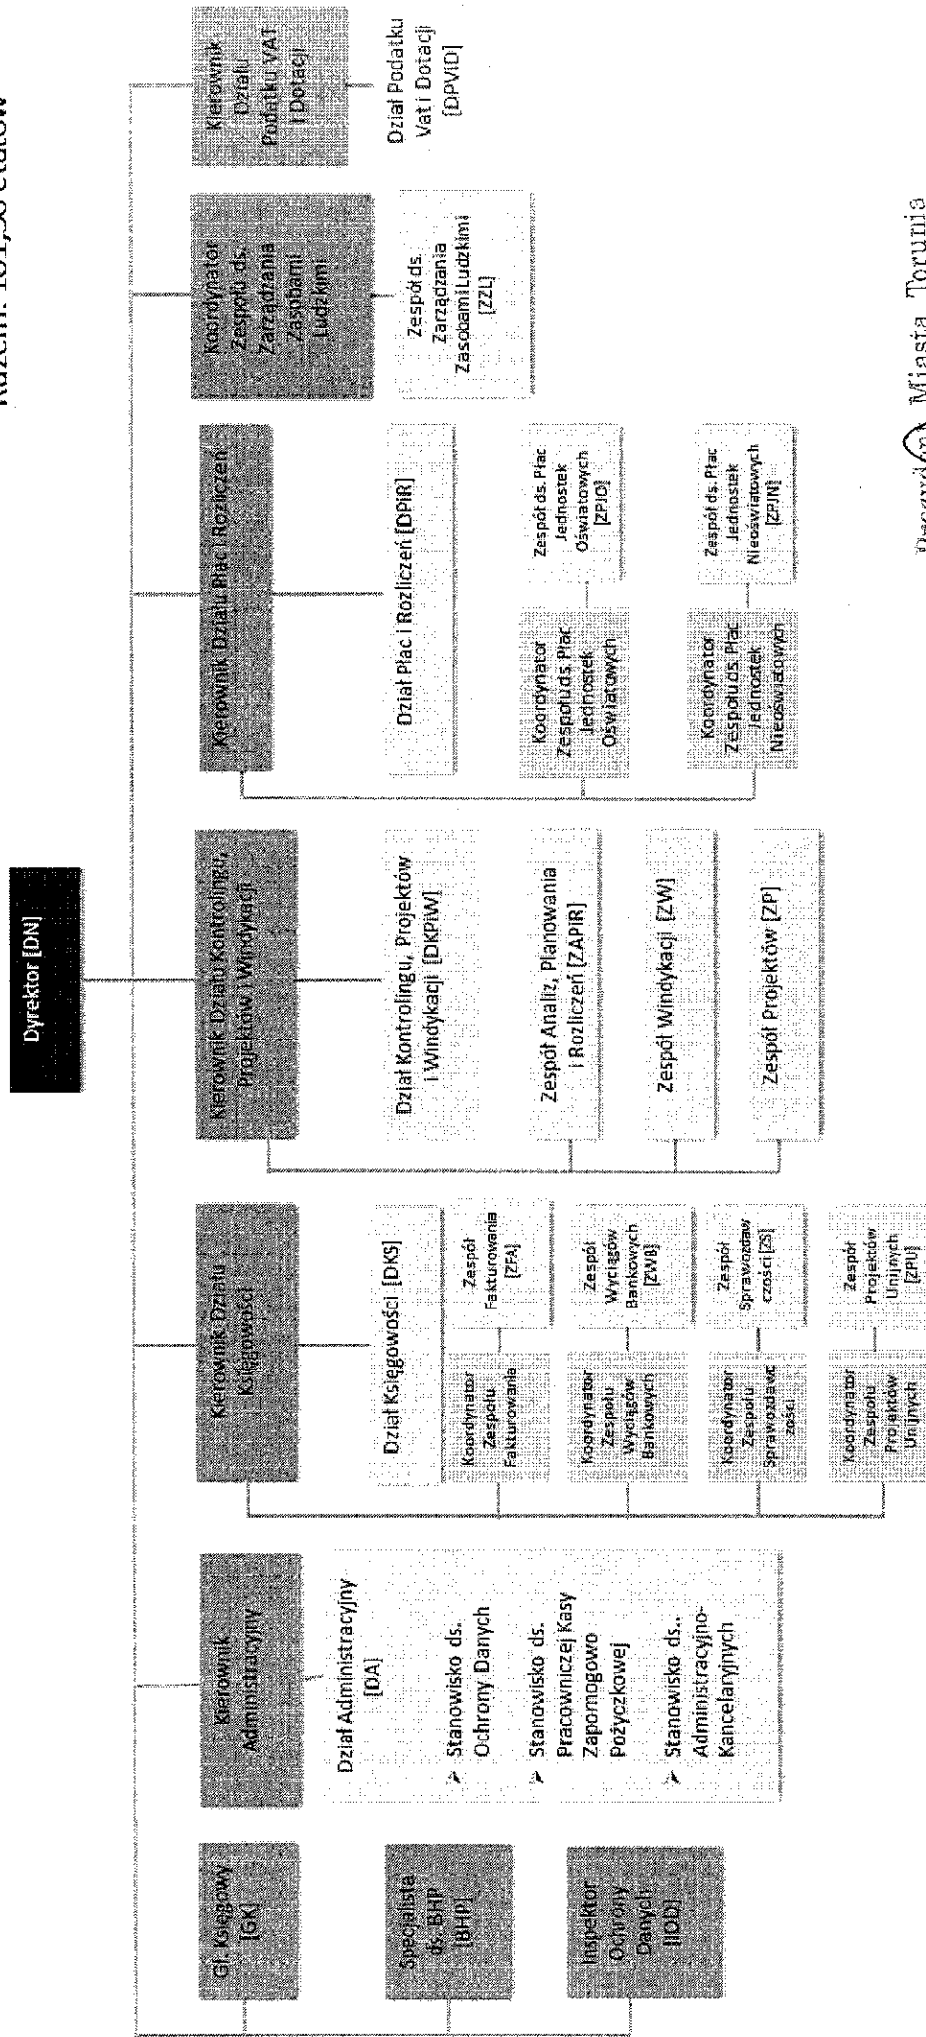 etatów
Dyrektor [DN]
Gł. Księgowy
[GK]
Specjalista
ds. BHP
[BHP]
Inspektor
Ochrony
Danych
[IOD]
Kierownik
Administracyjny
Dział Administracyjny
[DA]
➢ Stanowisko ds.
Ochrony Danych
➢ Stanowisko ds.
Pracowniczej Kasy
Zapomogowo
Pożyczkowej
➢ Stanowisko ds..
Administracyjno-
Kancelaryjnych
Kierownik Działu
Księgowości
Dział Księgowości [DKS]
Koordynator
Zespołu
Fakturowania
Zespół
Fakturowania
[ZFA]
Koordynator
Zespołu
Wyciągów
Bankowych
Zespół
Wyciągów
Bankowych
[ZWB]
Koordynator
Zespołu
Sprawozdawc
zości
Zespół
Sprawozdaw
czości [ZS]
Koordynator
Zespołu
Projektów
Unijnych
Zespół
Projektów
Unijnych
[ZPU]
Kierownik Działu Kontrolingu,
Projektów i Windykacji
Dział Kontrolingu, Projektów
i Windykacji [DKPiW]
Zespół Analiz, Planowania
i Rozliczeń [ZAPiR]
Zespół Windykacji [ZW]
Zespół Projektów [ZP]
Kierownik Działu Płac i Rozliczeń
Dział Płac i Rozliczeń [DPiR]
Koordynator
Zespołu ds. Płac
Jednostek
Oświatowych
Zespół ds. Płac
Jednostek
Oświatowych
[ZPJO]
Koordynator
Zespołu ds. Płac
Jednostek
Nieoświatowych
Zespół ds. Płac
Jednostek
Nieoświatowych
[ZPJN]
Koordynator
Zespołu ds.
Zarządzania
Zasobami
Ludzkimi
Zespół ds.
Zarządzania
Zasobami Ludzkimi
[ZZL]
Kierownik
Działu
Podatku VAT
i Dotacji
Dział Podatku
Vat i Dotacji
[DPViD]
Miasta Torunia